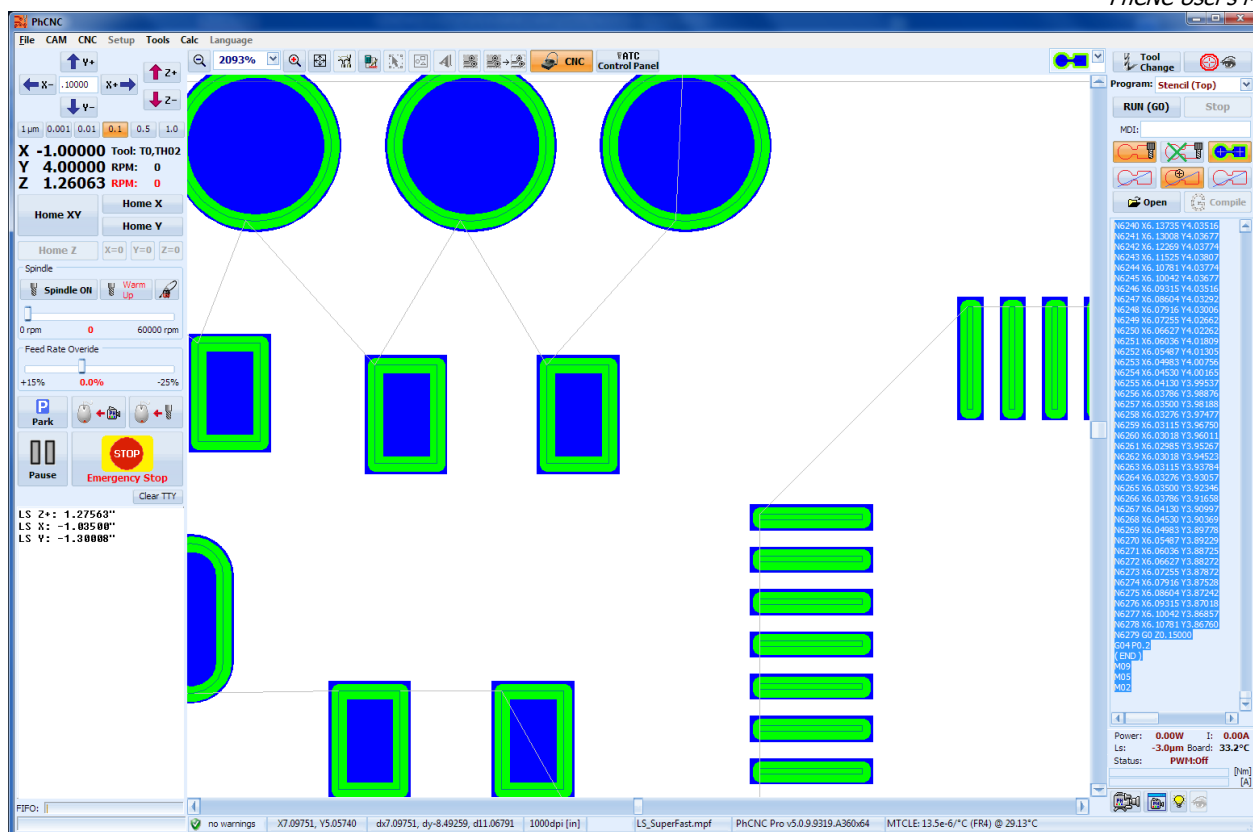 PhCNC Users M
PhCNC
File CAM CNC Setup Tools Calc Language
Y+
X- .10000 X+
Y-
Z+
Z-
1µm 0.001 0.01 0.1 0.5 1.0
X -1.00000 Tool: T0,TH02
Y 4.00000 RPM: 0
Z 1.26063 RPM: 0
Home XY
Home X
Home Y
Home Z X=0 Y=0 Z=0
Spindle
Spindle ON Warm Up
0 rpm 0 60000 rpm
Feed Rate Overide
+15% 0.0% -25%
Park
Pause
STOP
Emergency Stop
Clear TTY
LS Z+: 1.27563"
LS X: -1.03500"
LS Y: -1.30008"
FIFO:
2093%
CNC
ATC
Control Panel
Tool
Change
Program: Stencil (Top)
RUN (G0) Stop
MDI:
Open Compile
N6240 X6.13735 Y4.03516
N6241 X6.13008 Y4.03677
N6242 X6.12269 Y4.03774
N6243 X6.11525 Y4.03807
N6244 X6.10781 Y4.03774
N6245 X6.10042 Y4.03677
N6246 X6.09315 Y4.03516
N6247 X6.08604 Y4.03292
N6248 X6.07916 Y4.03006
N6249 X6.07255 Y4.02662
N6250 X6.06627 Y4.02262
N6251 X6.06036 Y4.01809
N6252 X6.05487 Y4.01305
N6253 X6.04983 Y4.00756
N6254 X6.04530 Y4.00165
N6255 X6.04130 Y3.99537
N6256 X6.03786 Y3.98876
N6257 X6.03500 Y3.98188
N6258 X6.03276 Y3.97477
N6259 X6.03115 Y3.96750
N6260 X6.03018 Y3.96011
N6261 X6.02985 Y3.95267
N6262 X6.03018 Y3.94523
N6263 X6.03115 Y3.93784
N6264 X6.03276 Y3.93057
N6265 X6.03500 Y3.92346
N6266 X6.03786 Y3.91658
N6267 X6.04130 Y3.90997
N6268 X6.04530 Y3.90369
N6269 X6.04983 Y3.89778
N6270 X6.05487 Y3.89229
N6271 X6.06036 Y3.88725
N6272 X6.06627 Y3.88272
N6273 X6.07255 Y3.87872
N6274 X6.07916 Y3.87528
N6275 X6.08604 Y3.87242
N6276 X6.09315 Y3.87018
N6277 X6.10042 Y3.86857
N6278 X6.10781 Y3.86760
N6279 G0 Z0.15000
G04 P0.2
( END )
M09
M05
M02
Power: 0.00W I: 0.00A
Ls: -3.0µm Board: 33.2°C
Status: PWM:Off
[Nm]
[A]
no warnings X7.09751, Y5.05740 dx7.09751, dy-8.49259, d11.06791 1000dpi [in] LS_SuperFast.mpf PhCNC Pro v5.0.9.9319.A360x64 MTCLE: 13.5e-6/°C (FR4) @ 29.13°C